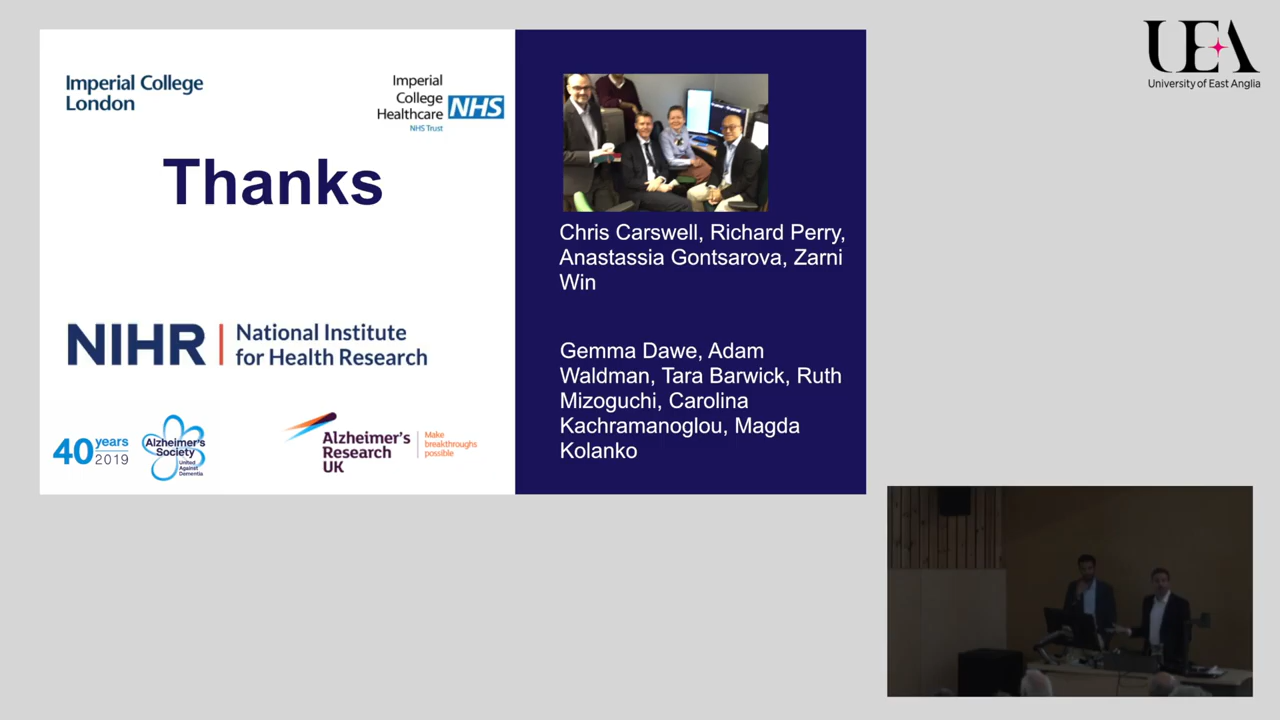 Imperial College
London
Imperial
College
Healthcare NHS
NHS Trust
Thanks
NIHR | National Institute
for Health Research
40 years
2019
Alzheimer's
Society
United
Against
Dementia
Alzheimer's
Research
UK
Make
breakthroughs
possible
Chris Carswell, Richard Perry,
Anastassia Gontsarova, Zarni
Win
Gemma Dawe, Adam
Waldman, Tara Barwick, Ruth
Mizoguchi, Carolina
Kachramanoglou, Magda
Kolanko
UEA
University of East Anglia